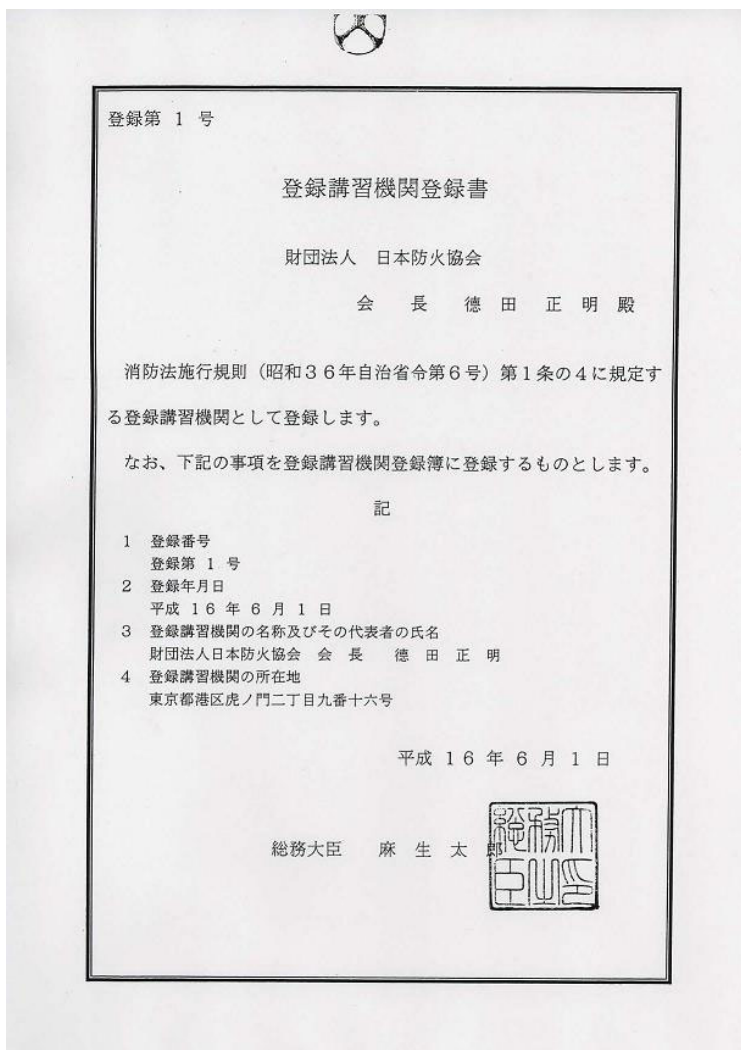 登録第 1 号
登録講習機関登録書
財団法人 日本防火協会
会 長 德 田 正 明 殿
消防法施行規則（昭和３６年自治省令第６号）第１条の４に規定す
る登録講習機関として登録します。
なお、下記の事項を登録講習機関登録簿に登録するものとします。
記
1 登録番号
登録第 1 号
2 登録年月日
平成 １６ 年 ６ 月 １ 日
3 登録講習機関の名称及びその代表者の氏名
財団法人日本防火協会 会 長 德 田 正 明
4 登録講習機関の所在地
東京都港区虎ノ門二丁目九番十六号
平成 １６ 年 ６ 月 １ 日
総務大臣 麻 生 太 郎
総務大臣之印